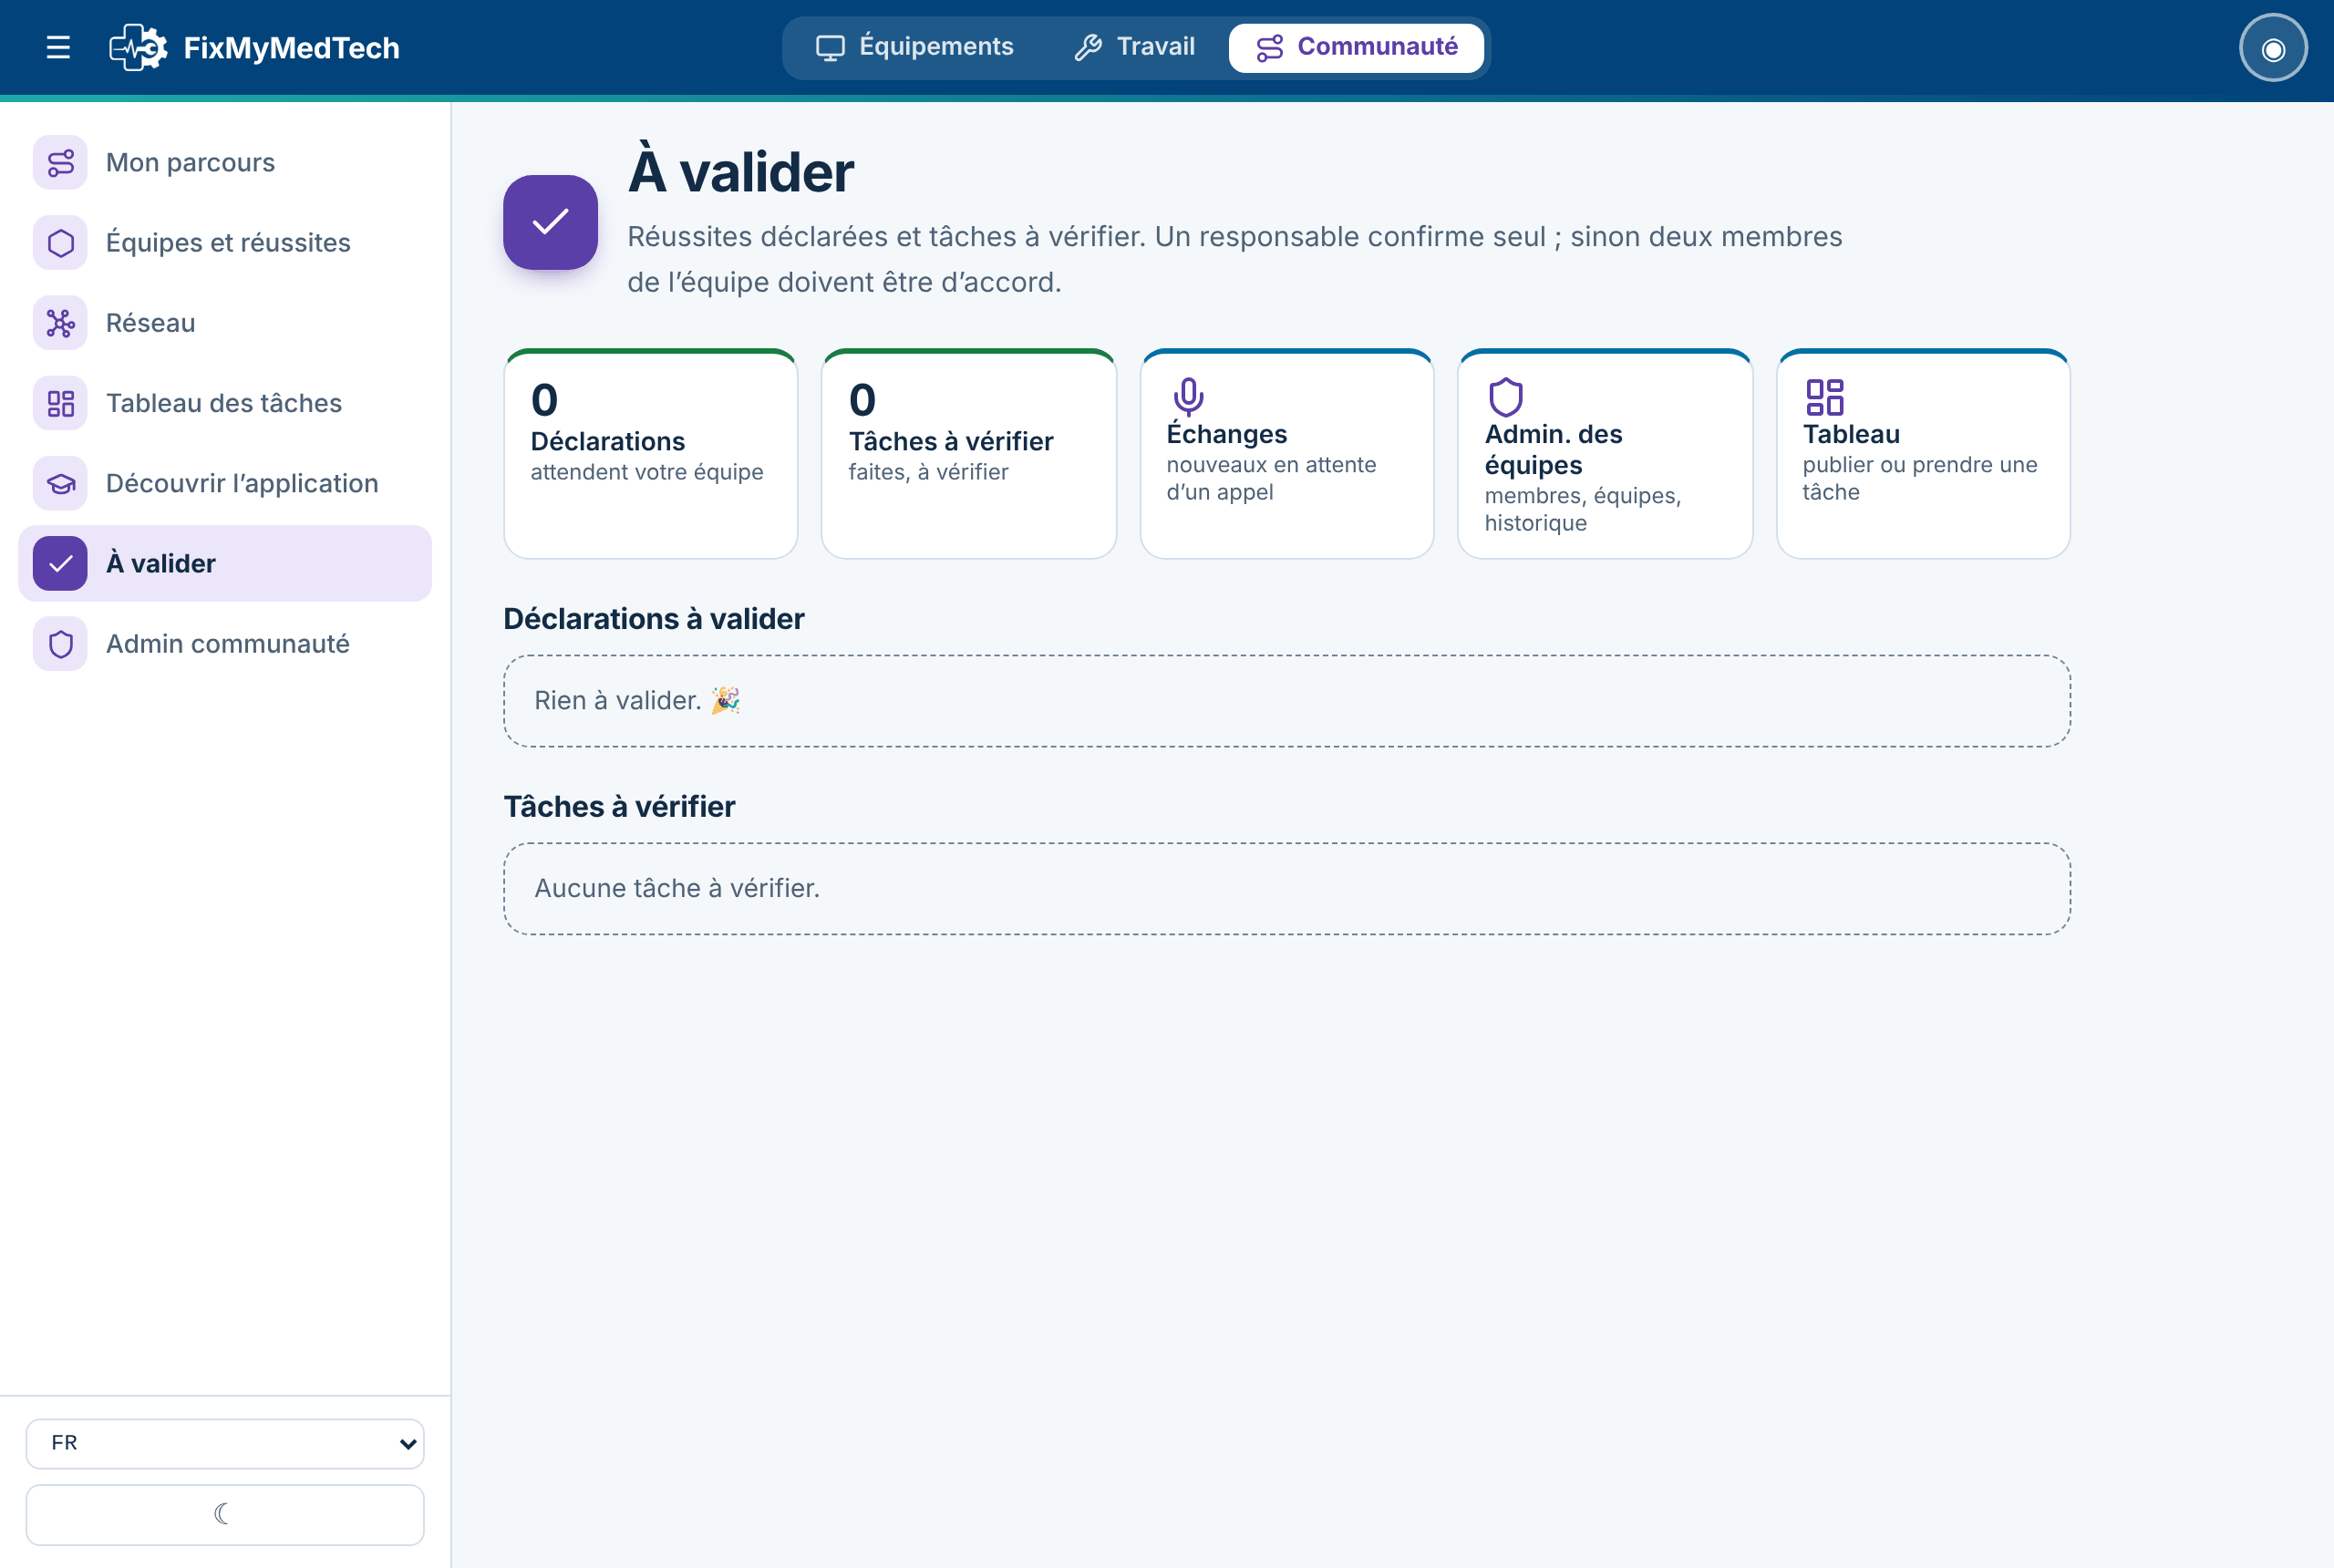 FixMyMedTech
Équipements
Travail
Communauté
Mon parcours
Équipes et réussites
Réseau
Tableau des tâches
Découvrir l’application
À valider
Admin communauté
FR
À valider
Réussites déclarées et tâches à vérifier. Un responsable confirme seul ; sinon deux membres
de l’équipe doivent être d’accord.
0
Déclarations
attendent votre équipe
0
Tâches à vérifier
faites, à vérifier
Échanges
nouveaux en attente
d’un appel
Admin. des
équipes
membres, équipes,
historique
Tableau
publier ou prendre une
tâche
Déclarations à valider
Rien à valider. 🎉
Tâches à vérifier
Aucune tâche à vérifier.